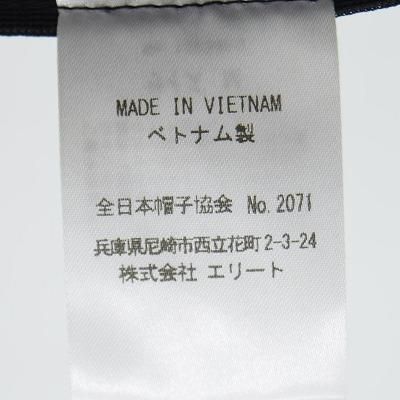 MADE IN VIETNAM
ベトナム製
全日本帽子協会 No.2071
兵庫県尼崎市西立花町2-3-24
株式会社 エリート